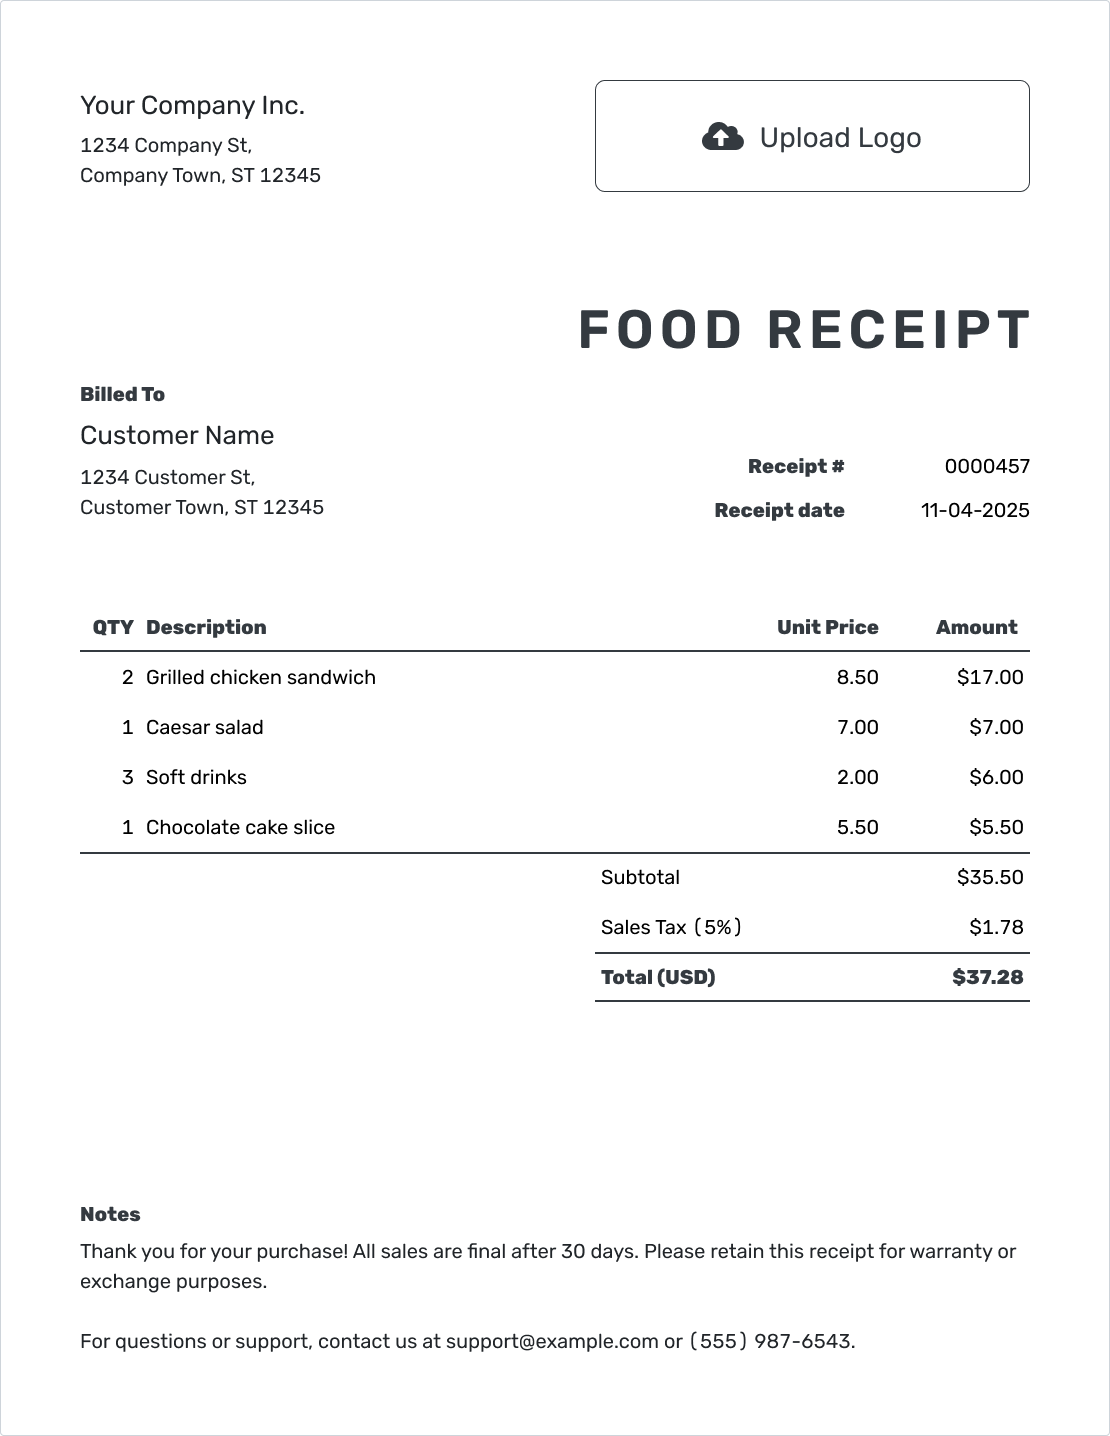 Your Company Inc.
1234 Company St,
Company Town, ST 12345
Upload Logo
FOOD RECEIPT
Billed To
Customer Name
1234 Customer St,
Customer Town, ST 12345
Receipt # 0000457
Receipt date 11-04-2025
QTY Description Unit Price Amount
2 Grilled chicken sandwich 8.50 $17.00
1 Caesar salad 7.00 $7.00
3 Soft drinks 2.00 $6.00
1 Chocolate cake slice 5.50 $5.50
Subtotal $35.50
Sales Tax (5%) $1.78
Total (USD) $37.28
Notes
Thank you for your purchase! All sales are final after 30 days. Please retain this receipt for warranty or
exchange purposes.
For questions or support, contact us at support@example.com or (555) 987-6543.